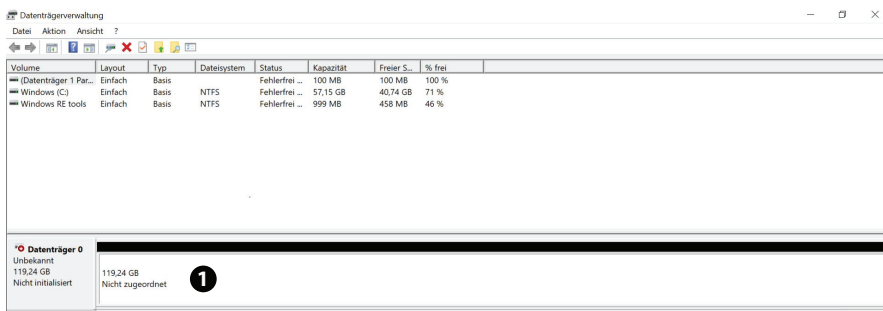 Datenträgerverwaltung
Datei Aktion Ansicht ?
Volume Layout Typ Dateisystem Status Kapazität Freier S... % frei
(Datenträger 1 Par... Einfach Basis Fehlerfrei ... 100 MB 100 MB 100 %
Windows (C:) Einfach Basis NTFS Fehlerfrei ... 57,15 GB 40,74 GB 71 %
Windows RE tools Einfach Basis NTFS Fehlerfrei ... 999 MB 458 MB 46 %
Datenträger 0
Unbekannt
119,24 GB
Nicht initialisiert
119,24 GB
Nicht zugeordnet
1